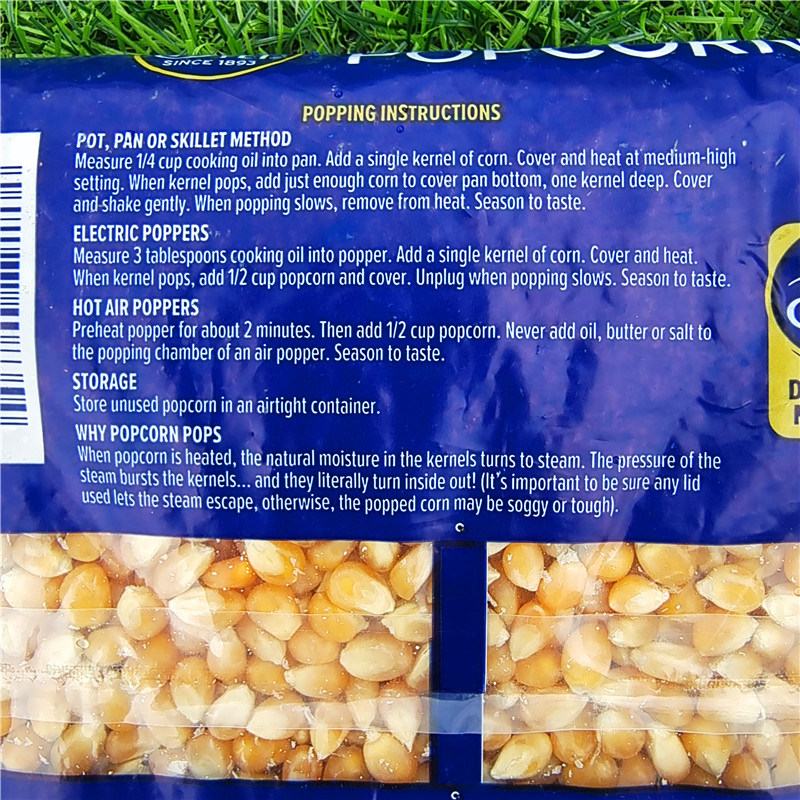 SINCE 1893
POPCORN
POPPING INSTRUCTIONS
POT, PAN OR SKILLET METHOD
Measure 1/4 cup cooking oil into pan. Add a single kernel of corn. Cover and heat at medium-high
setting. When kernel pops, add just enough corn to cover pan bottom, one kernel deep. Cover
and shake gently. When popping slows, remove from heat. Season to taste.
ELECTRIC POPPERS
Measure 3 tablespoons cooking oil into popper. Add a single kernel of corn. Cover and heat.
When kernel pops, add 1/2 cup popcorn and cover. Unplug when popping slows. Season to taste.
HOT AIR POPPERS
Preheat popper for about 2 minutes. Then add 1/2 cup popcorn. Never add oil, butter or salt to
the popping chamber of an air popper. Season to taste.
STORAGE
Store unused popcorn in an airtight container.
WHY POPCORN POPS
When popcorn is heated, the natural moisture in the kernels turns to steam. The pressure of the
steam bursts the kernels... and they literally turn inside out! (It's important to be sure any lid
used lets the steam escape, otherwise, the popped corn may be soggy or tough).